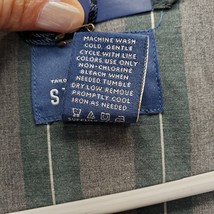 MACHINE WASH
COLD, GENTLE
CYCLE, WITH LIKE
COLORS, USE ONLY
NON-CHLORINE
BLEACH WHEN
NEEDED. TUMBLE
DRY LOW, REMOVE
PROMPTLY, COOL
IRON AS NEEDED